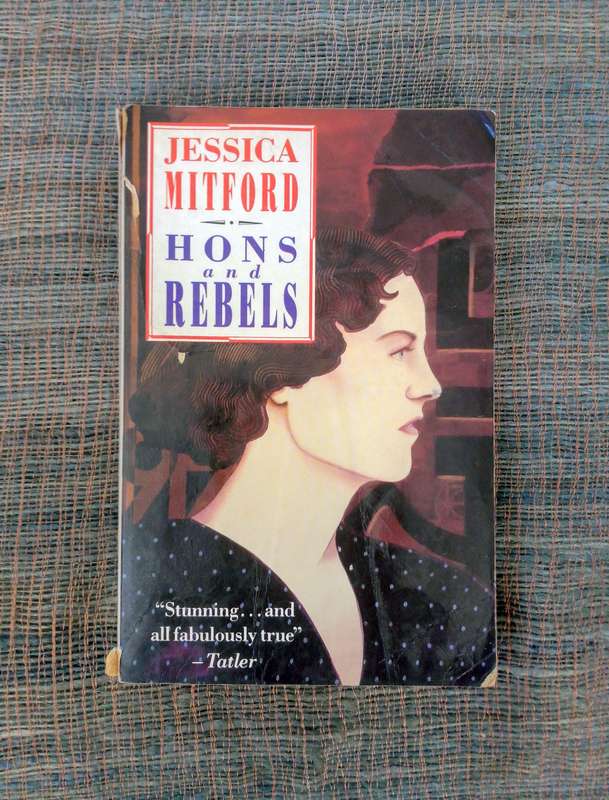 JESSICA
MITFORD
HONS
and
REBELS
“Stunning...and
all fabulously true”
– Tatler